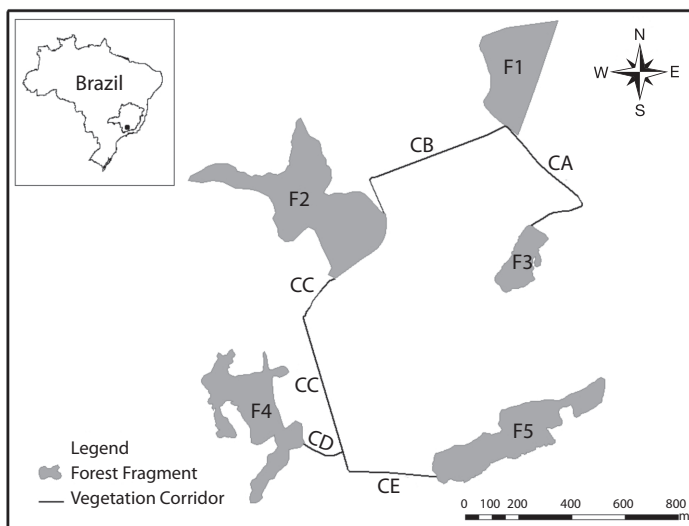 Brazil
N
W E
S
F1
CB
CA
F2
F3
CC
CC
F4
CD
F5
CE
Legend
Forest Fragment
Vegetation Corridor
0 100 200 400 600 800
m